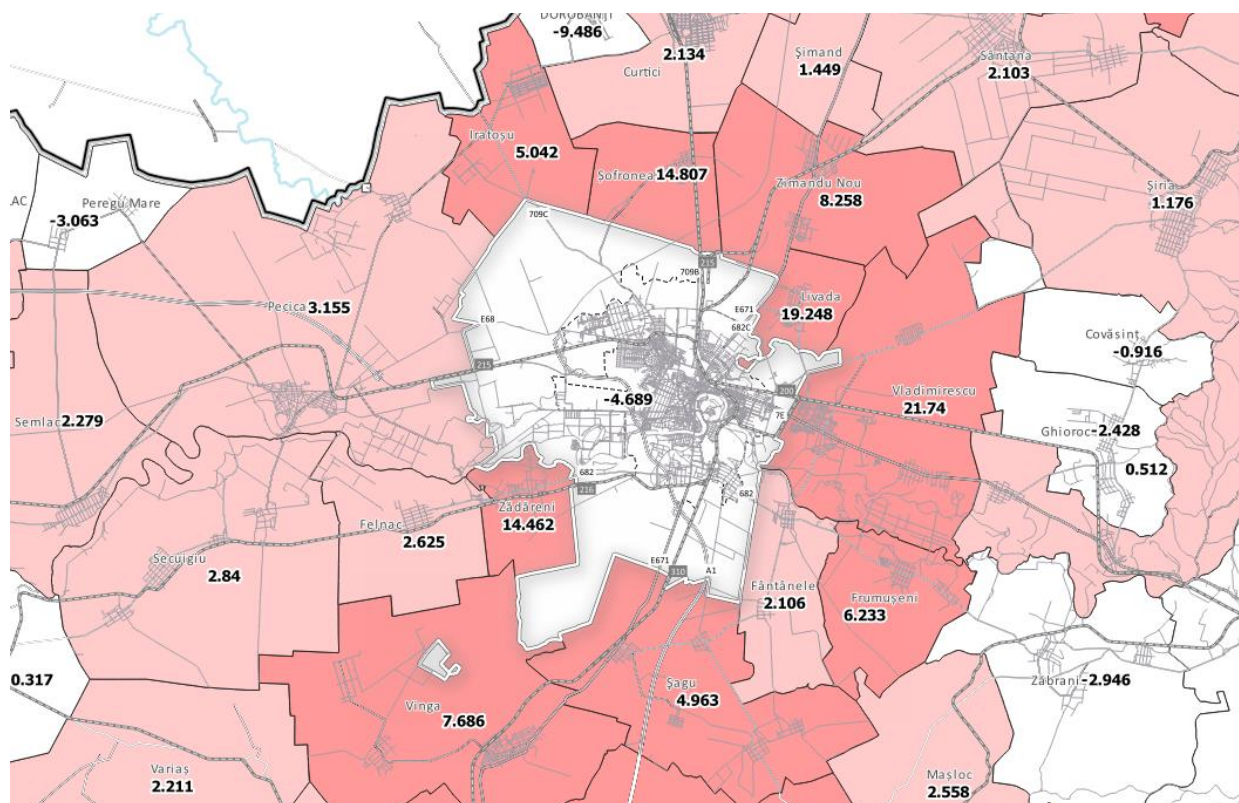 DOROBANȚI
-9.486
2.134
Curtici
Șimand
1.449
Sântana
2.103
Iratoșu
5.042
Șofronea 14.807
Zimandu Nou
8.258
Șiria
1.176
Peregu Mare
-3.063
709C
215
709B
Pecica 3.155
E68
E671
682C
Livada
19.248
Covăsinț
-0.916
215
200
Vladimirescu
21.74
-4.689
7E
Semlac 2.279
Ghioroc -2.428
0.512
682
216
682
Zădăreni
14.462
Felnac
2.625
Secuigiu
2.84
E671
310
A1
Fântânele
2.106
Frumușeni
6.233
0.317
Vinga
7.686
Șagu
4.963
Zăbrani -2.946
Variaș
2.211
Mașloc
2.558